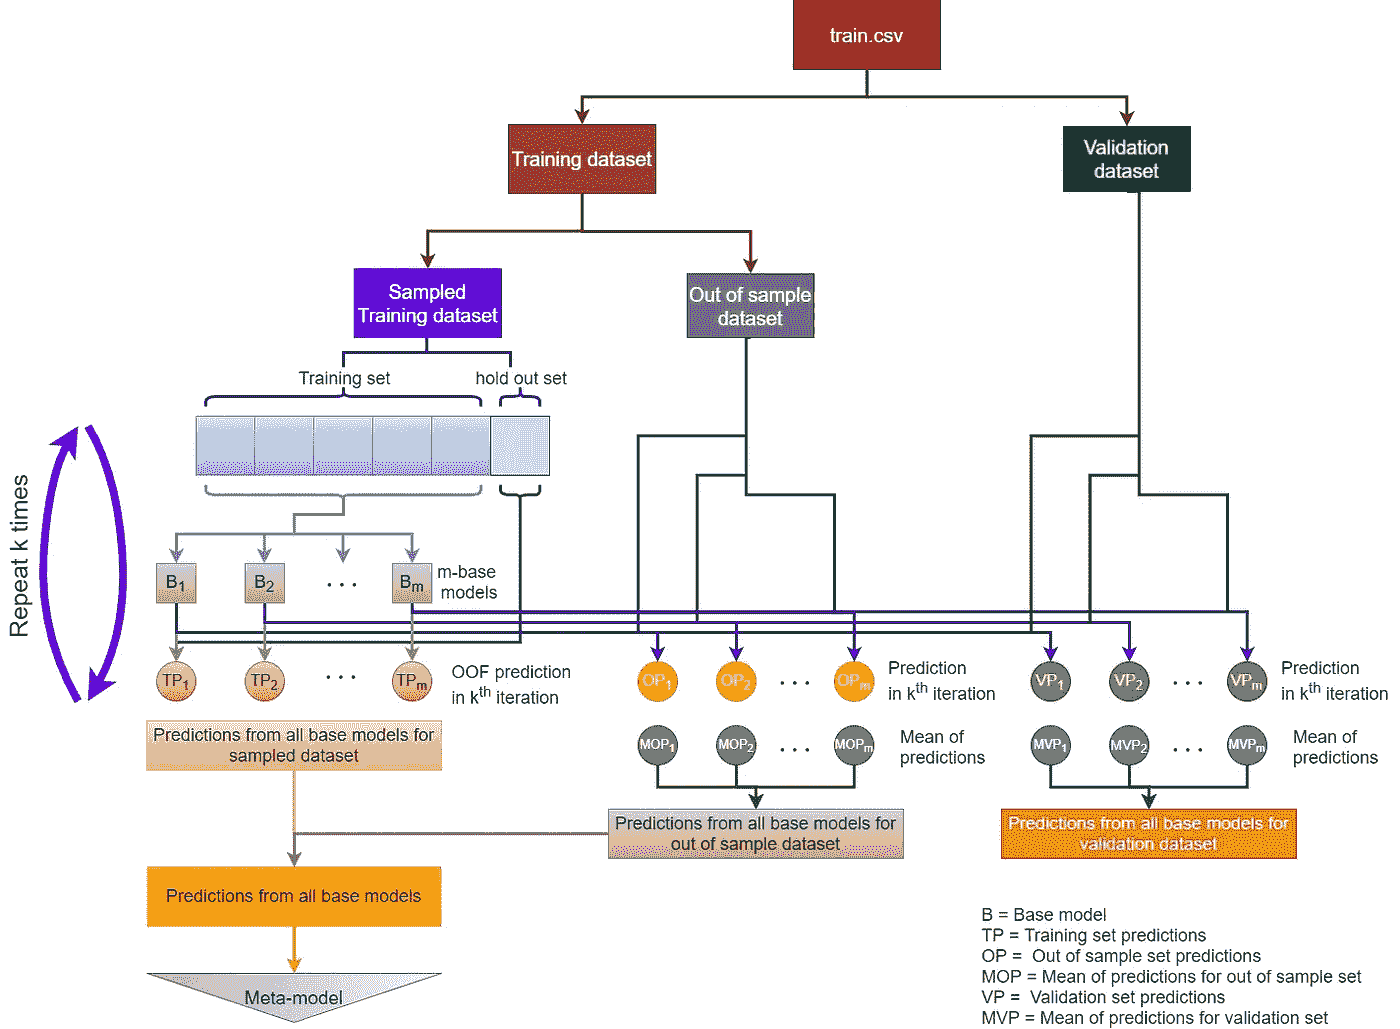 train.csv
Training dataset
Validation
dataset
Sampled
Training dataset
Out of sample
dataset
Training set
hold out set
Repeat k times
B1
B2
...
Bm
m-base
models
TP1
TP2
...
TPm
OOF prediction
in kth iteration
OP1
OP2
...
OPm
Prediction
in kth iteration
VP1
VP2
...
VPm
Prediction
in kth iteration
Predictions from all base models for
sampled dataset
MOP1
MOP2
...
MOPm
Mean of
predictions
MVP1
MVP2
...
MVPm
Mean of
predictions
Predictions from all base models for
out of sample dataset
Predictions from all base models for
validation dataset
Predictions from all base models
Meta-model
B = Base model
TP = Training set predictions
OP = Out of sample set predictions
MOP = Mean of predictions for out of sample set
VP = Validation set predictions
MVP = Mean of predictions for validation set